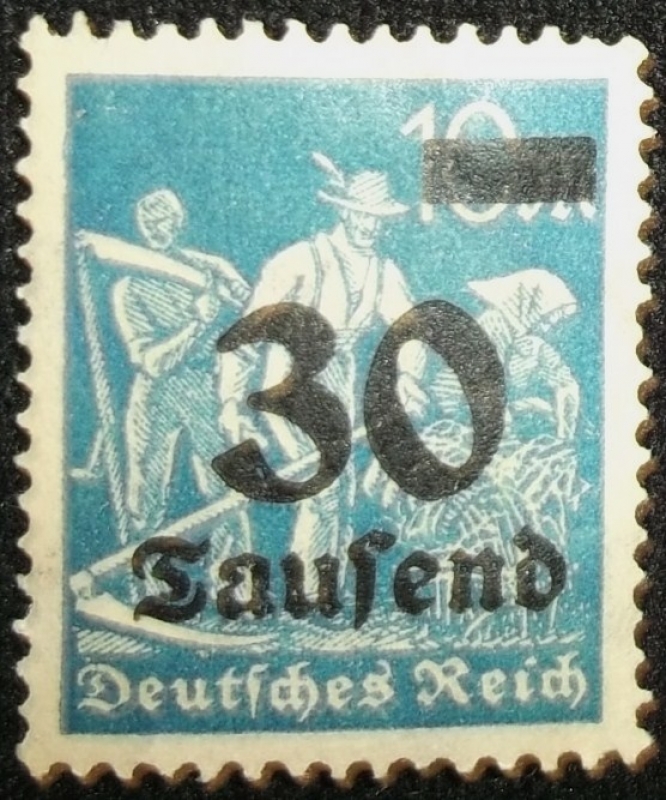 10
30
Tauſend
Deutſches Reich